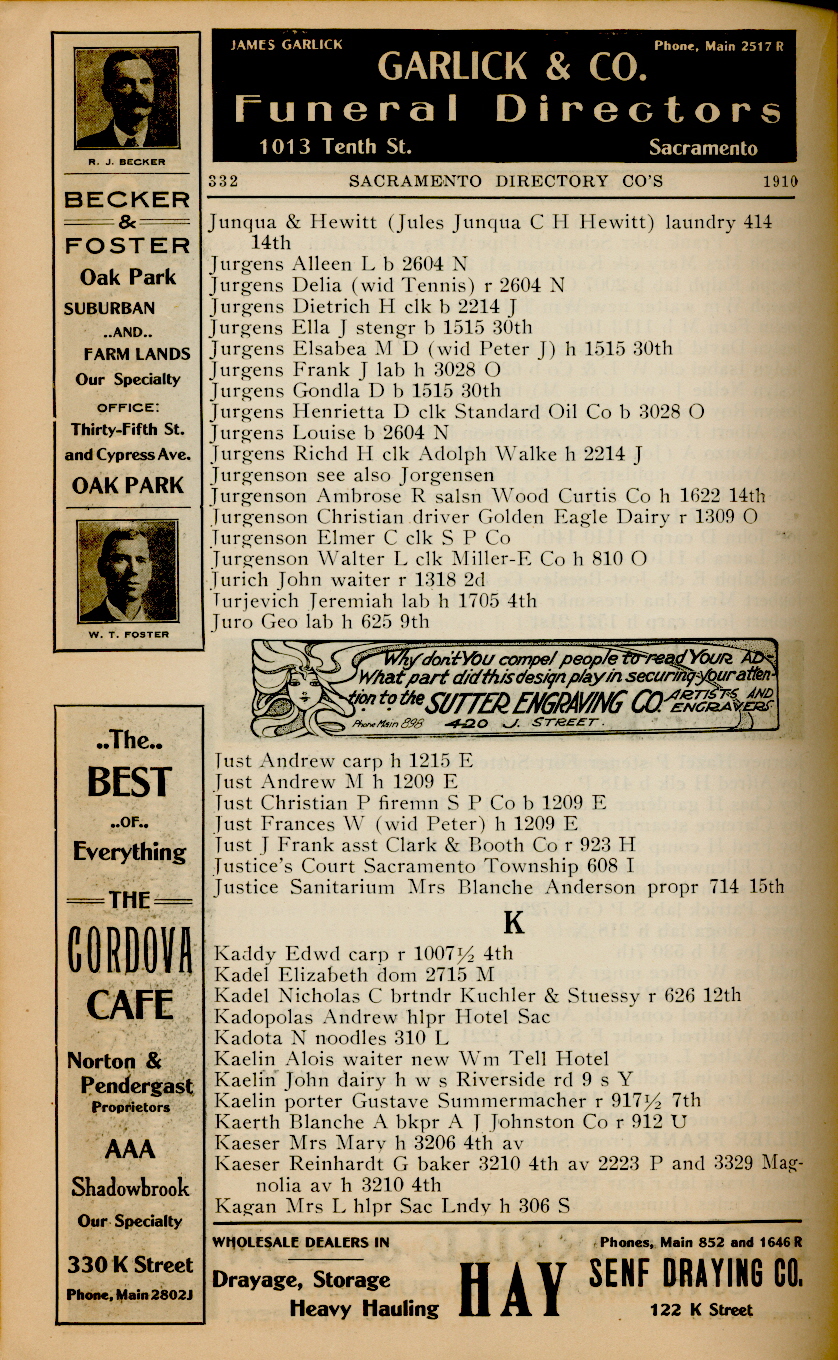 JAMES GARLICK
Phone, Main 2517 R
GARLICK & CO.
Funeral Directors
1013 Tenth St.
Sacramento
R. J. BECKER
BECKER
&
FOSTER
Oak Park
SUBURBAN
..AND..
FARM LANDS
Our Specialty
OFFICE:
Thirty-Fifth St.
and Cypress Ave.
OAK PARK
W. T. FOSTER
332 SACRAMENTO DIRECTORY CO'S 1910
Junqua & Hewitt (Jules Junqua C H Hewitt) laundry 414
14th
Jurgens Alleen L b 2604 N
Jurgens Delia (wid Tennis) r 2604 N
Jurgens Dietrich H clk b 2214 J
Jurgens Ella J stengr b 1515 30th
Jurgens Elsabea M D (wid Peter J) h 1515 30th
Jurgens Frank J lab h 3028 O
Jurgens Gondla D b 1515 30th
Jurgens Henrietta D clk Standard Oil Co b 3028 O
Jurgens Louise b 2604 N
Jurgens Richd H clk Adolph Walke h 2214 J
Jurgenson see also Jorgensen
Jurgenson Ambrose R salsn Wood Curtis Co h 1622 14th
Jurgenson Christian driver Golden Eagle Dairy r 1309 O
Jurgenson Elmer C clk S P Co
Jurgenson Walter L clk Miller-E Co h 810 O
Jurich John waiter r 1318 2d
Jurjevich Jeremiah lab h 1705 4th
Juro Geo lab h 625 9th
Why don't You compel people to read YOUR AD-
What part did this design play in securing your atten-
tion to the SUTTER ENGRAVING CO. ARTISTS AND
ENGRAVERS
Phone Main 898 420 J. STREET.
Just Andrew carp h 1215 E
Just Andrew M h 1209 E
Just Christian P firemn S P Co b 1209 E
Just Frances W (wid Peter) h 1209 E
Just J Frank asst Clark & Booth Co r 923 H
Justice's Court Sacramento Township 608 I
Justice Sanitarium Mrs Blanche Anderson propr 714 15th
K
Kaddy Edwd carp r 1007½ 4th
Kadel Elizabeth dom 2715 M
Kadel Nicholas C brtndr Kuchler & Stuessy r 626 12th
Kadopolas Andrew hlpr Hotel Sac
Kadota N noodles 310 L
Kaelin Alois waiter new Wm Tell Hotel
Kaelin John dairy h w s Riverside rd 9 s Y
Kaelin porter Gustave Summermacher r 917½ 7th
Kaerth Blanche A bkpr A J Johnston Co r 912 U
Kaeser Mrs Mary h 3206 4th av
Kaeser Reinhardt G baker 3210 4th av 2223 P and 3329 Mag-
nolia av h 3210 4th
Kagan Mrs L hlpr Sac Lndy h 306 S
..The..
BEST
..OF..
Everything
THE
CORDOVA
CAFE
Norton &
Pendergast
Proprietors
AAA
Shadowbrook
Our Specialty
330 K Street
Phone, Main 2802J
WHOLESALE DEALERS IN
Drayage, Storage
Heavy Hauling
HAY
Phones, Main 852 and 1646 R
SENF DRAYING CO.
122 K Street